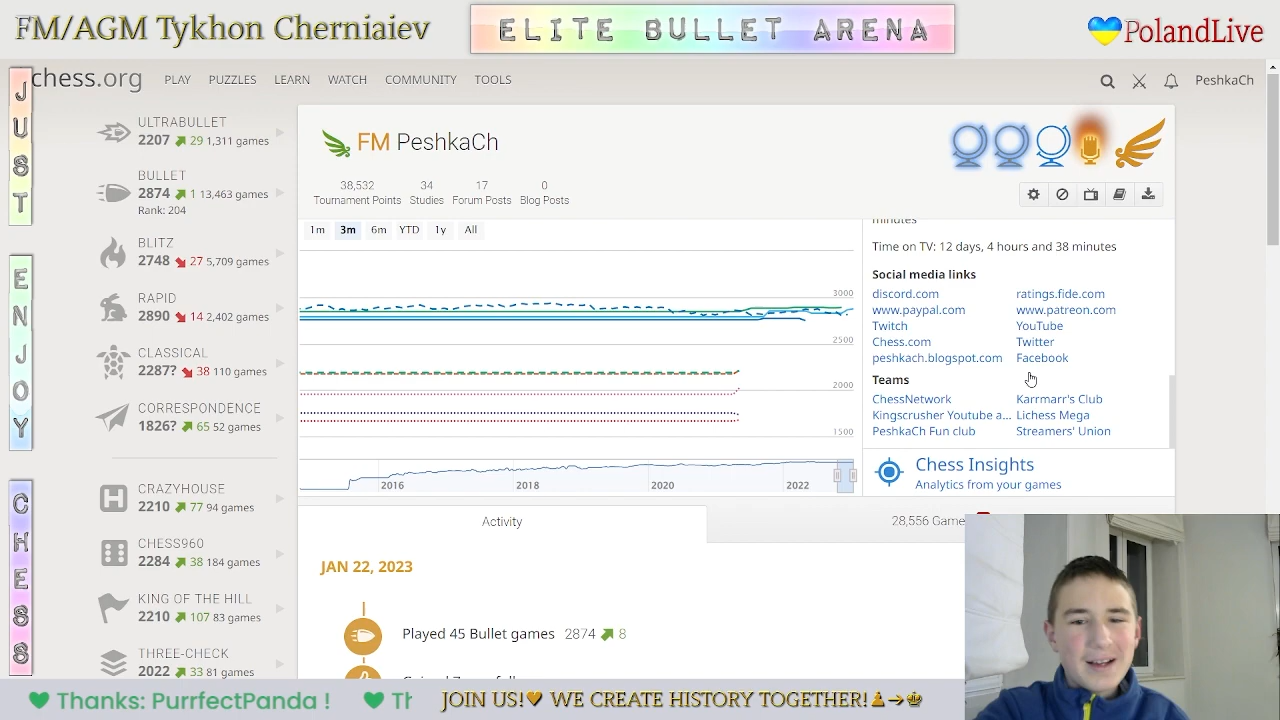 FM/AGM Tykhon Cherniaiev
ELITE BULLET ARENA
PolandLive
JUST
ENJOY
CHESS
chess.org
PLAY PUZZLES LEARN WATCH COMMUNITY TOOLS
PeshkaCh
ULTRABULLET
2207 29 1,311 games
BULLET
2874 1 13,463 games
Rank: 204
BLITZ
2748 27 5,709 games
RAPID
2890 14 2,402 games
CLASSICAL
2287? 38 110 games
CORRESPONDENCE
1826? 65 52 games
CRAZYHOUSE
2210 77 94 games
CHESS960
2284 38 184 games
KING OF THE HILL
2210 107 83 games
THREE-CHECK
2022 33 81 games
FM PeshkaCh
38,532 34 17 0
Tournament Points Studies Forum Posts Blog Posts
1m 3m 6m YTD 1y All
3000
2500
2000
1500
2016 2018 2020 2022
minutes
Time on TV: 12 days, 4 hours and 38 minutes
Social media links
discord.com ratings.fide.com
www.paypal.com www.patreon.com
Twitch YouTube
Chess.com Twitter
peshkach.blogspot.com Facebook
Teams
ChessNetwork Karrmarr's Club
Kingscrusher Youtube a... Lichess Mega
PeshkaCh Fun club Streamers' Union
Chess Insights
Analytics from your games
Activity
28,556 Game
JAN 22, 2023
Played 45 Bullet games 2874 8
Thanks: PurrfectPanda ! Th
JOIN US! WE CREATE HISTORY TOGETHER!